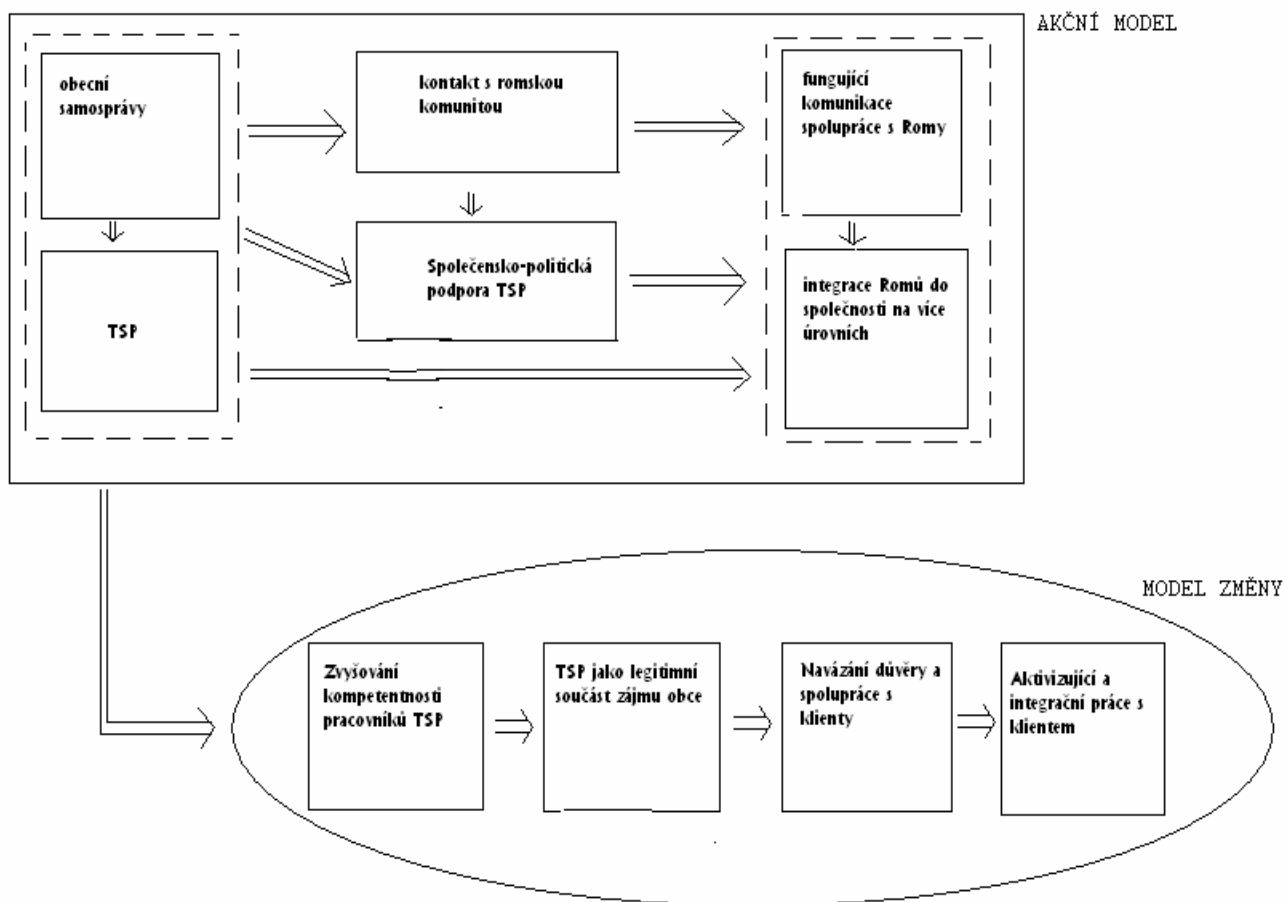 AKČNÍ MODEL
obecní
samosprávy
kontakt s romskou
komunitou
fungující
komunikace
spolupráce s Romy
TSP
Společensko-politická
podpora TSP
integrace Romů do
společnosti na více
úrovních
MODEL ZMĚNY
Zvyšování
kompetentnosti
pracovníků TSP
TSP jako legitimní
součást zájmu obce
Navázání důvěry a
spolupráce s
klienty
Aktivizující a
integrační práce s
klientem